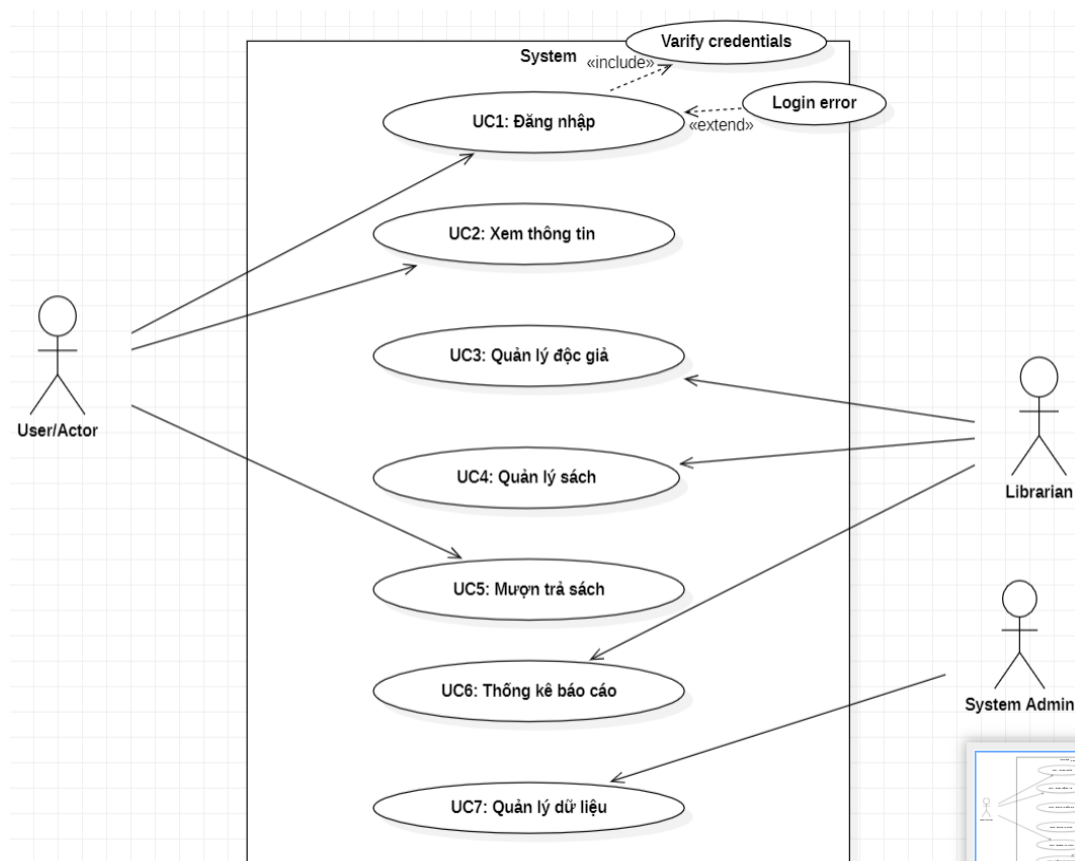 System
Varify credentials
«include»
Login error
«extend»
UC1: Đăng nhập
UC2: Xem thông tin
UC3: Quản lý độc giả
User/Actor
UC4: Quản lý sách
Librarian
UC5: Mượn trả sách
UC6: Thống kê báo cáo
System Admin
UC7: Quản lý dữ liệu